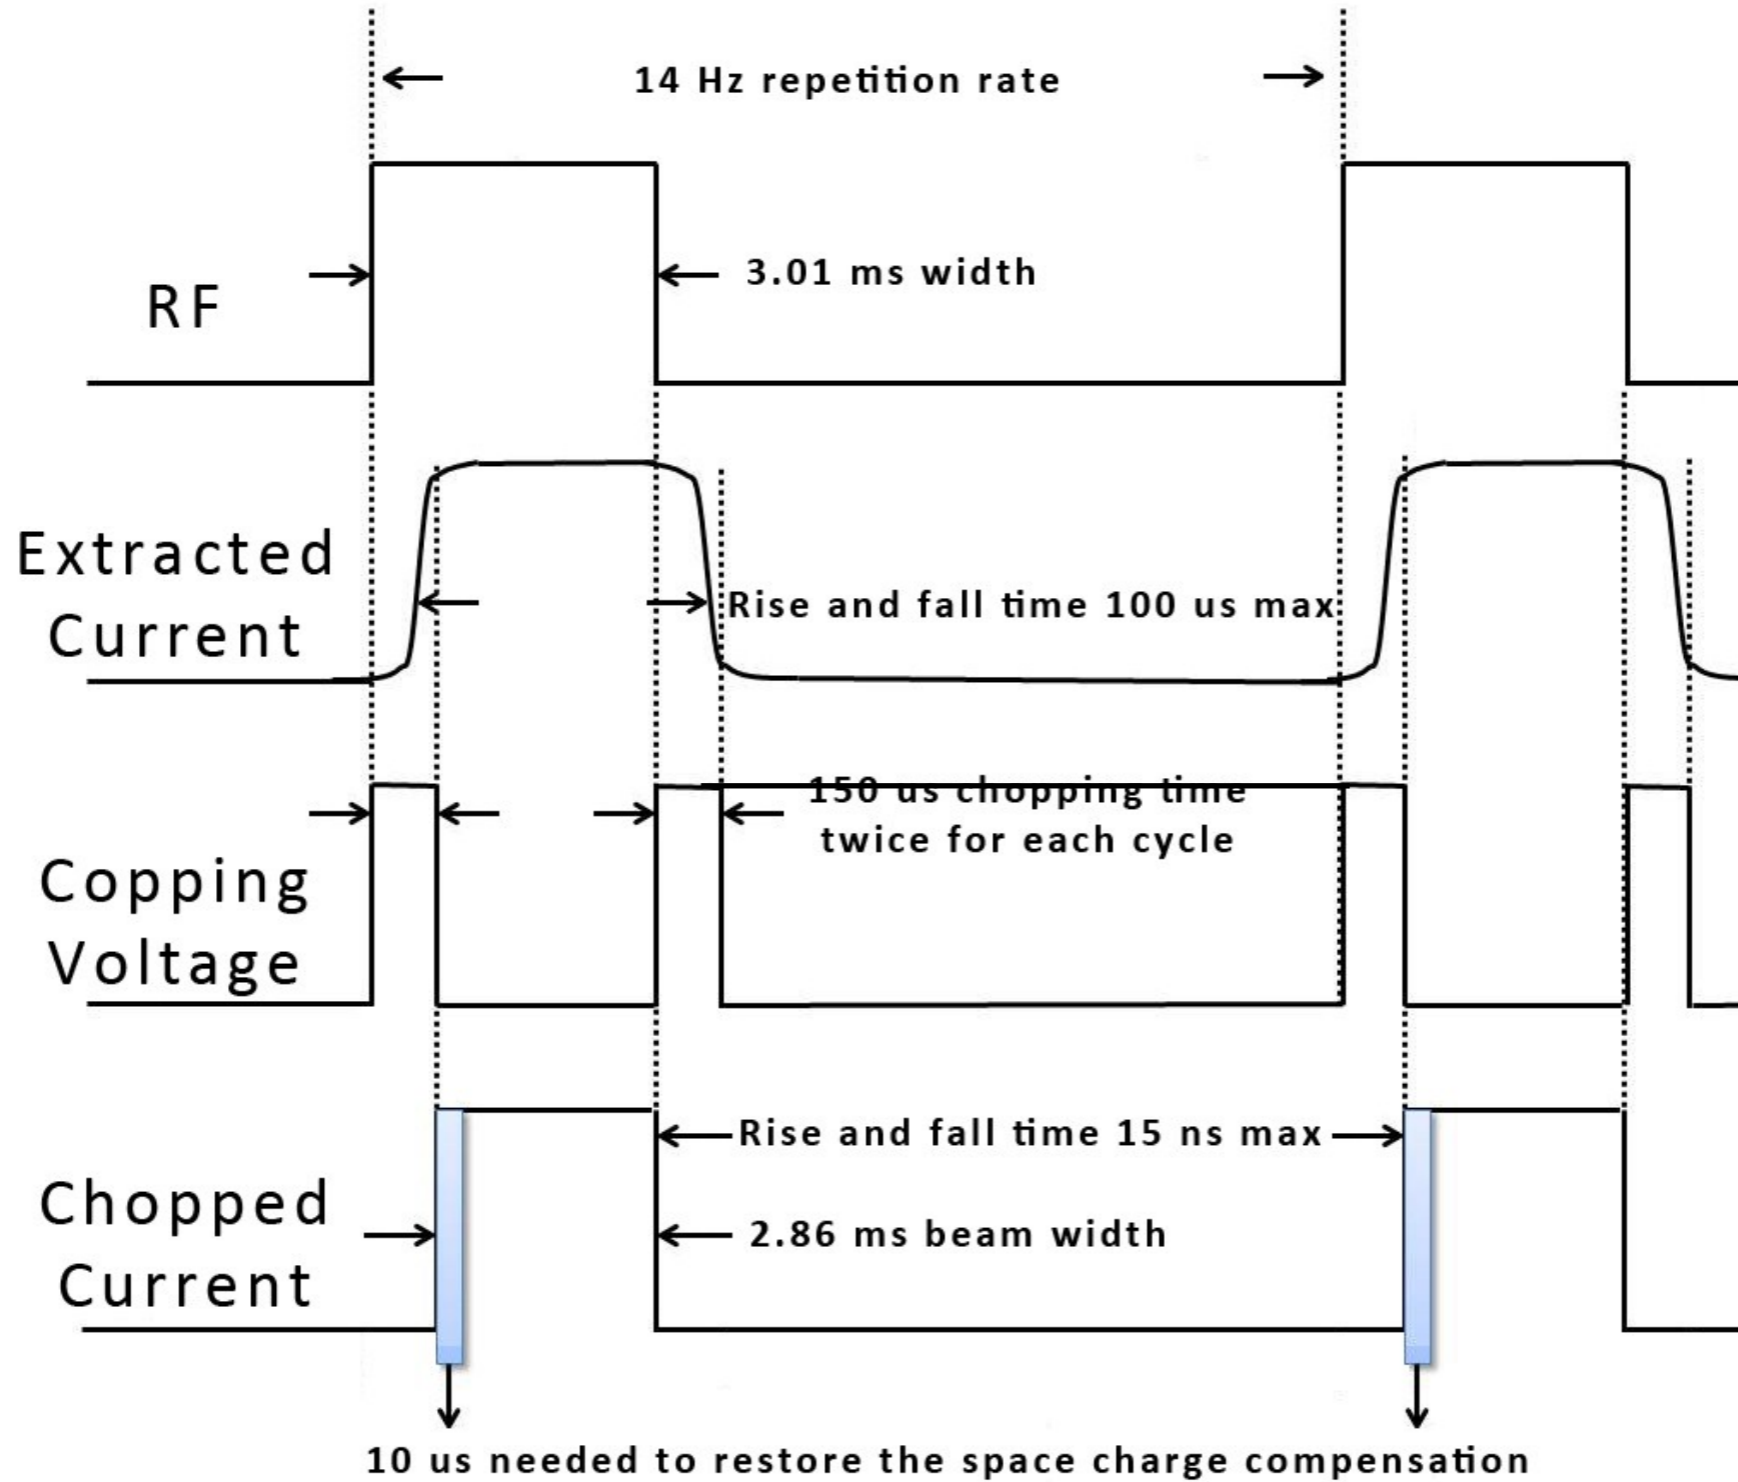 14 Hz repetition rate
RF
3.01 ms width
Extracted
Current
Rise and fall time 100 us max
150 us chopping time
twice for each cycle
Copping
Voltage
Rise and fall time 15 ns max
Chopped
Current
2.86 ms beam width
10 us needed to restore the space charge compensation